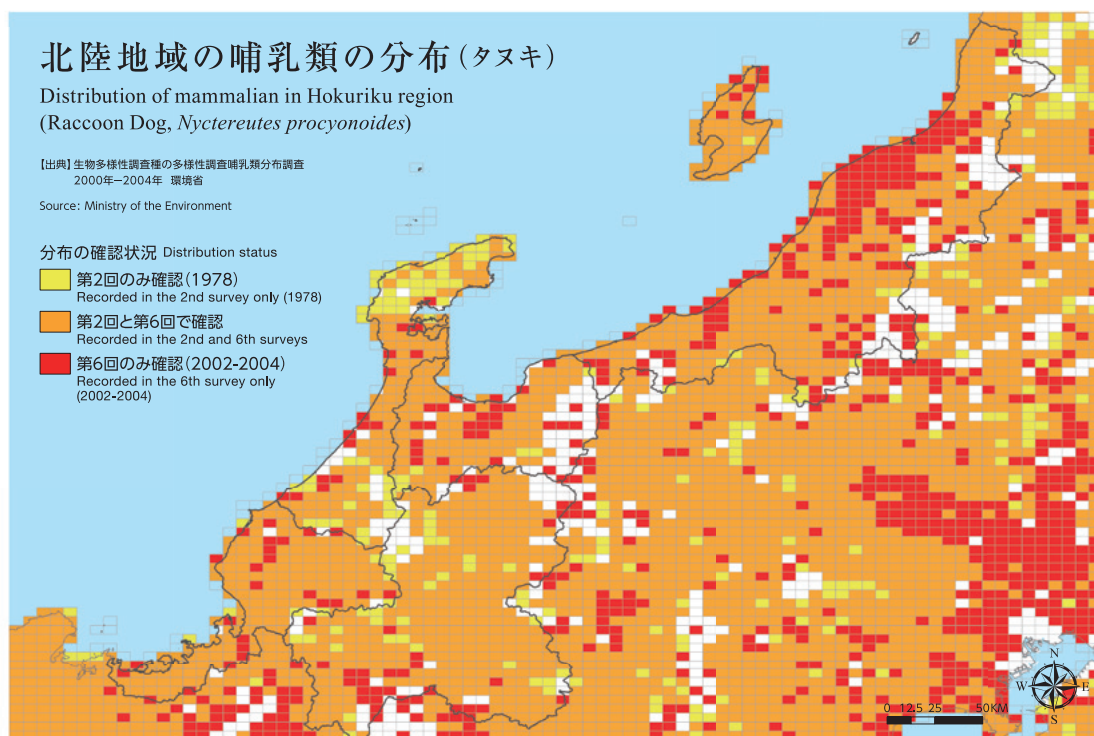 北陸地域の哺乳類の分布(タヌキ)
Distribution of mammalian in Hokuriku region
(Raccoon Dog, Nyctereutes procyonoides)
【出典】生物多様性調査種の多様性調査哺乳類分布調査
2000年−2004年 環境省
Source: Ministry of the Environment
分布の確認状況 Distribution status
第2回のみ確認(1978)
Recorded in the 2nd survey only (1978)
第2回と第6回で確認
Recorded in the 2nd and 6th surveys
第6回のみ確認(2002-2004)
Recorded in the 6th survey only
(2002-2004)
N
W E
S
0 12.5 25 50KM